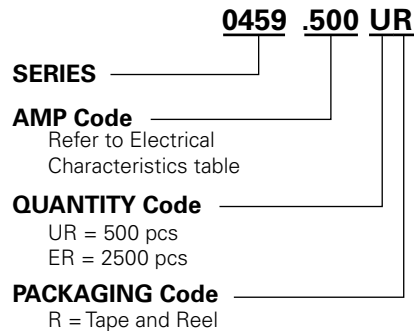 0459 .500 UR
SERIES
AMP Code
Refer to Electrical
Characteristics table
QUANTITY Code
UR = 500 pcs
ER = 2500 pcs
PACKAGING Code
R = Tape and Reel